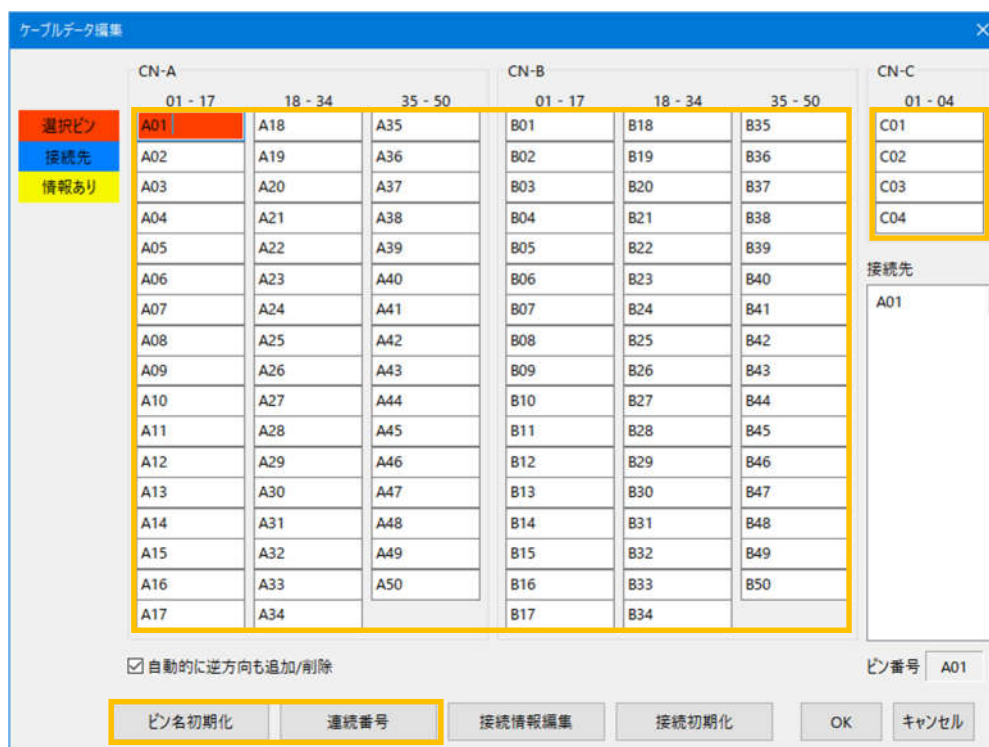 ケーブルデータ編集
CN-A CN-B CN-C
01 - 17 18 - 34 35 - 50 01 - 17 18 - 34 35 - 50 01 - 04
選択ピン A01 A18 A35 B01 B18 B35 C01
接続先 A02 A19 A36 B02 B19 B36 C02
情報あり A03 A20 A37 B03 B20 B37 C03
A04 A21 A38 B04 B21 B38 C04
A05 A22 A39 B05 B22 B39
接続先
A06 A23 A40 B06 B23 B40
A07 A24 A41 B07 B24 B41 A01
A08 A25 A42 B08 B25 B42
A09 A26 A43 B09 B26 B43
A10 A27 A44 B10 B27 B44
A11 A28 A45 B11 B28 B45
A12 A29 A46 B12 B29 B46
A13 A30 A47 B13 B30 B47
A14 A31 A48 B14 B31 B48
A15 A32 A49 B15 B32 B49
A16 A33 A50 B16 B33 B50
A17 A34 B17 B34
自動的に逆方向も追加/削除 ピン番号 A01
ピン名初期化 連続番号 接続情報編集 接続初期化 OK キャンセル